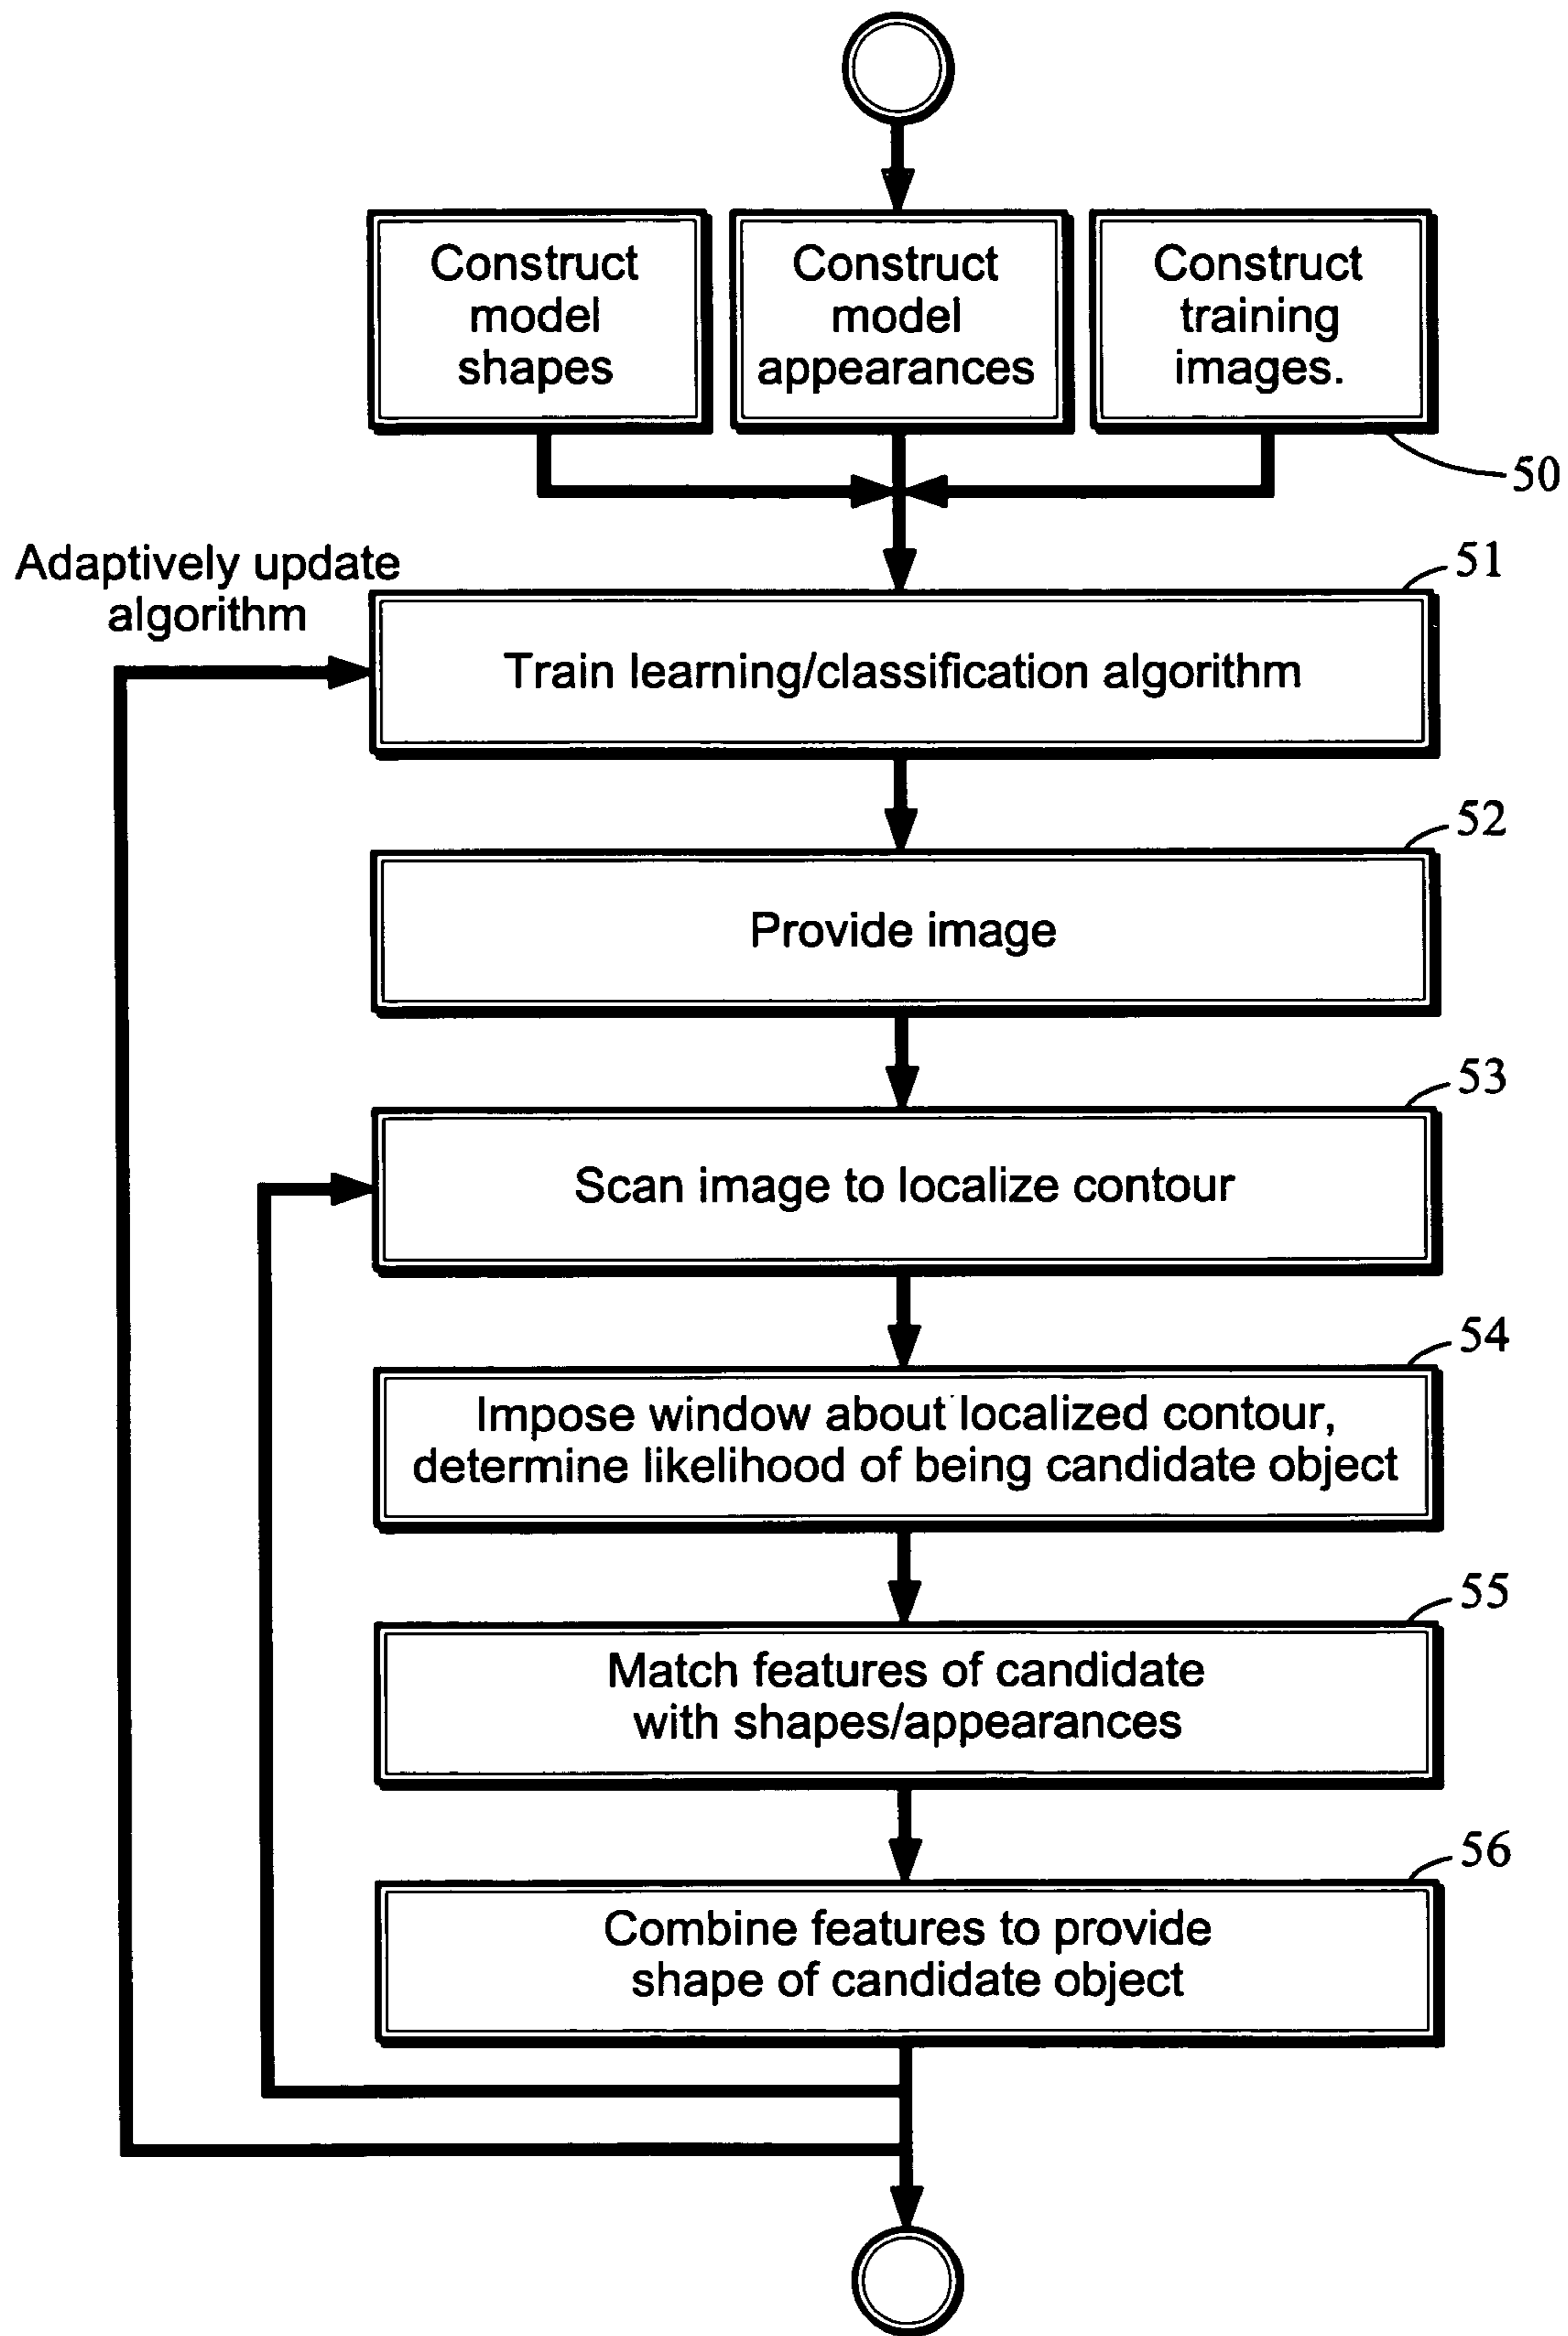 Construct
model
shapes
Construct
model
appearances
Construct
training
images.
50
Adaptively update
algorithm
51
Train learning/classification algorithm
52
Provide image
53
Scan image to localize contour
54
Impose window about localized contour,
determine likelihood of being candidate object
55
Match features of candidate
with shapes/appearances
56
Combine features to provide
shape of candidate object